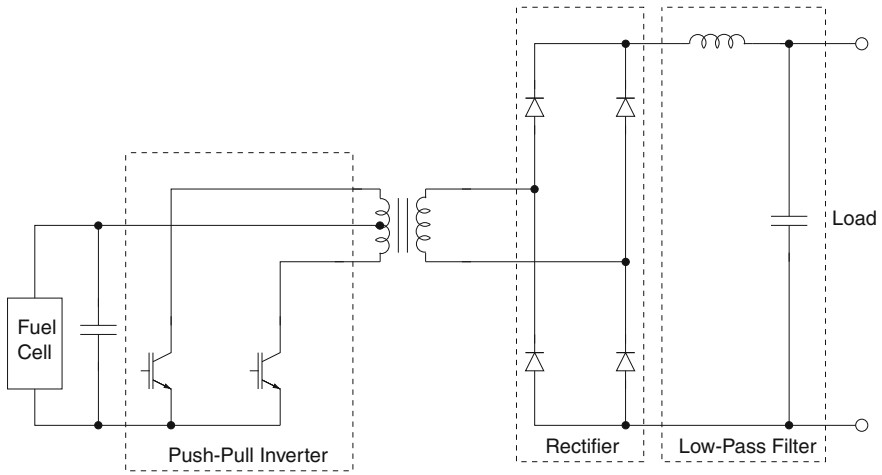 Fuel
Cell
Push-Pull Inverter
Rectifier
Low-Pass Filter
Load